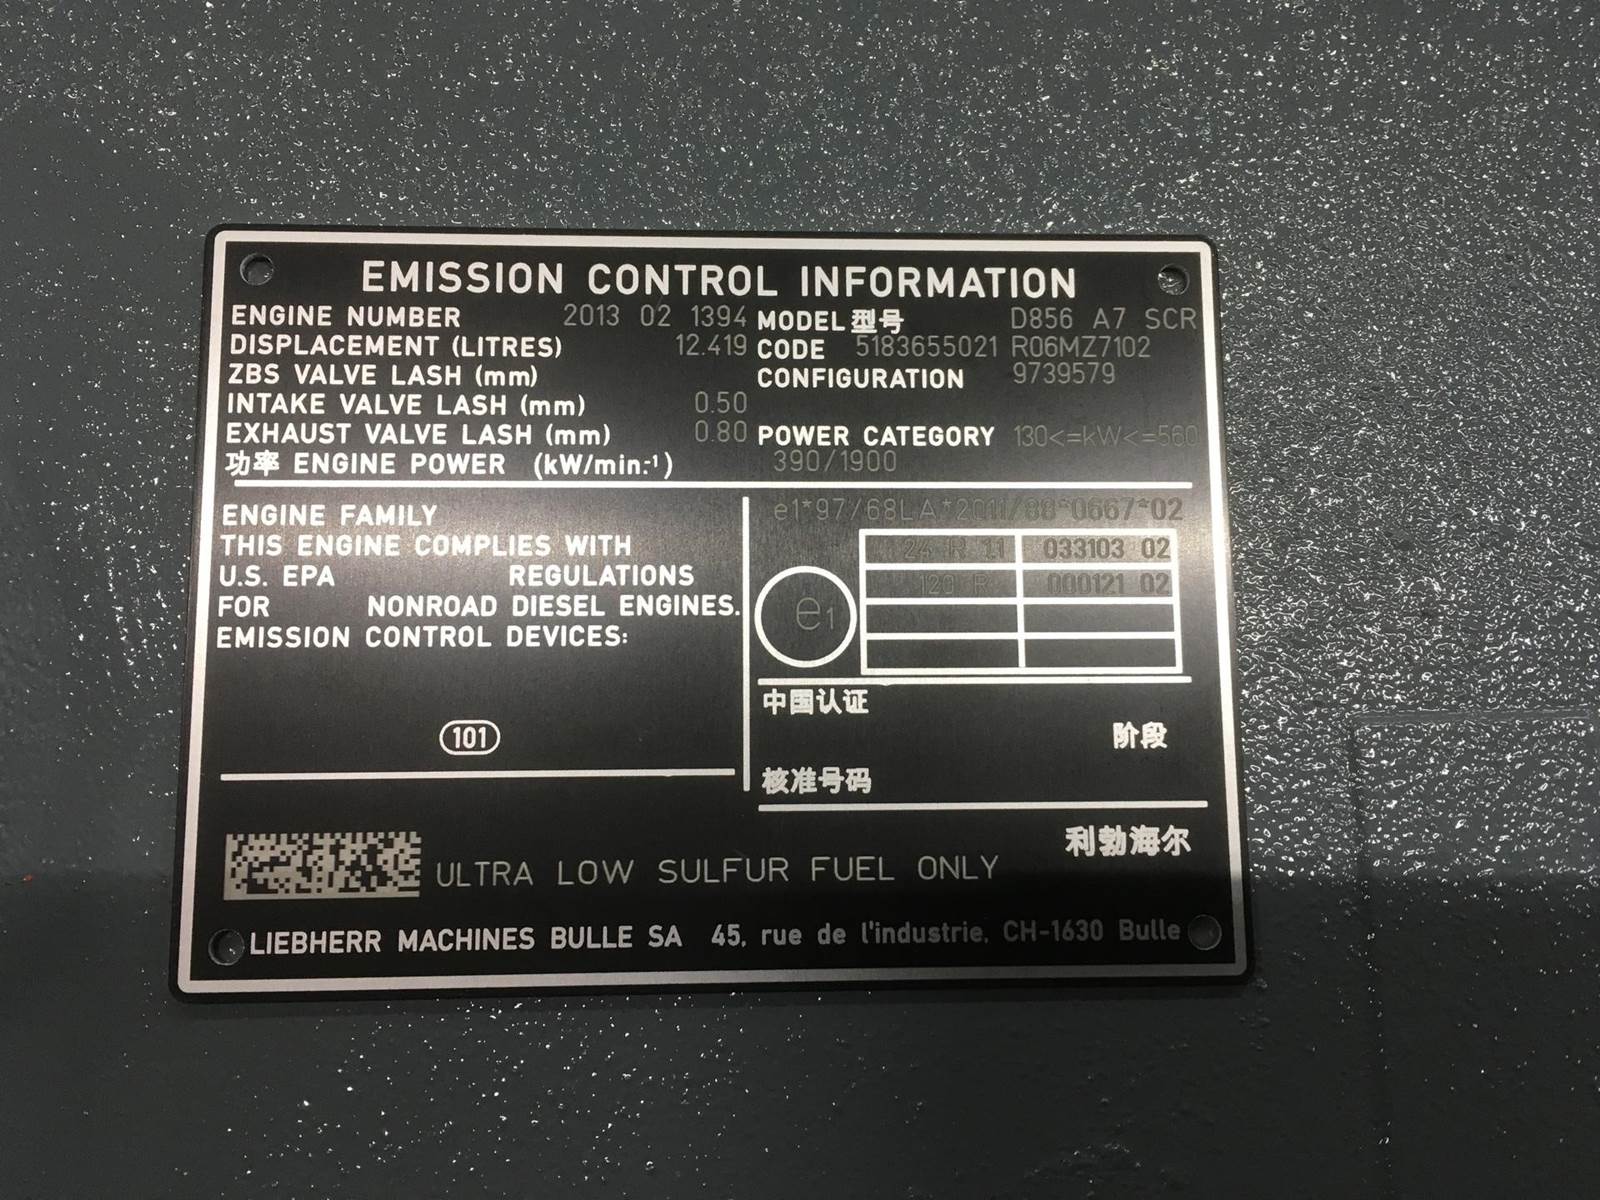 EMISSION CONTROL INFORMATION
ENGINE NUMBER 2013 02 1394 MODEL型号 D856 A7 SCR
DISPLACEMENT (LITRES) 12.419 CODE 5183655021 R06MZ7102
ZBS VALVE LASH (mm) CONFIGURATION 9739579
INTAKE VALVE LASH (mm) 0.50
EXHAUST VALVE LASH (mm) 0.80 POWER CATEGORY 130<=kW<=560
功率 ENGINE POWER (kW/min.-1) 390/1900
ENGINE FAMILY e1*97/68LA*2011/88*0667*02
THIS ENGINE COMPLIES WITH
U.S. EPA REGULATIONS
FOR NONROAD DIESEL ENGINES.
EMISSION CONTROL DEVICES:
101
e1
24 R 11 033103 02
120 R 000121 02
中国认证
阶段
核准号码
利勃海尔
ULTRA LOW SULFUR FUEL ONLY
LIEBHERR MACHINES BULLE SA 45, rue de l'industrie, CH-1630 Bulle